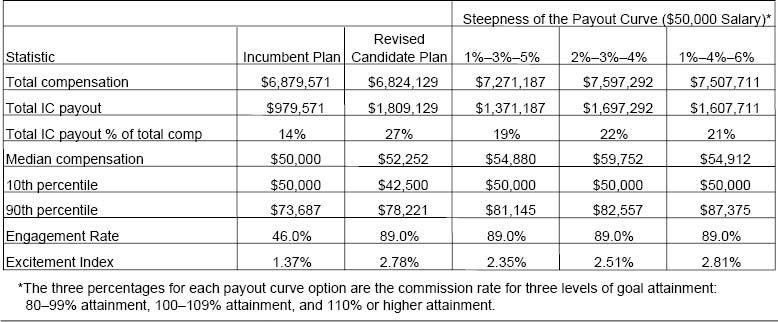 Steepness of the Payout Curve ($50,000 Salary)*
Revised
Statistic Incumbent Plan Candidate Plan 1%–3%–5% 2%–3%–4% 1%–4%–6%
Total compensation $6,879,571 $6,824,129 $7,271,187 $7,597,292 $7,507,711
Total IC payout $979,571 $1,809,129 $1,371,187 $1,697,292 $1,607,711
Total IC payout % of total comp 14% 27% 19% 22% 21%
Median compensation $50,000 $52,252 $54,880 $59,752 $54,912
10th percentile $50,000 $42,500 $50,000 $50,000 $50,000
90th percentile $73,687 $78,221 $81,145 $82,557 $87,375
Engagement Rate 46.0% 89.0% 89.0% 89.0% 89.0%
Excitement Index 1.37% 2.78% 2.35% 2.51% 2.81%
*The three percentages for each payout curve option are the commission rate for three levels of goal attainment:
80–99% attainment, 100–109% attainment, and 110% or higher attainment.